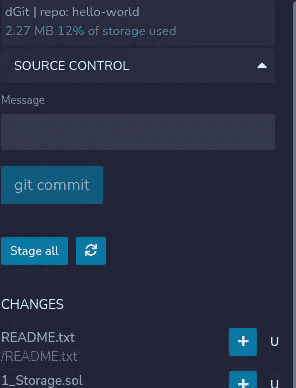 dGit | repo: hello-world
2.27 MB 12% of storage used
SOURCE CONTROL
Message
git commit
Stage all
CHANGES
README.txt
+ U
/README.txt
1_Storage.sol
+ U